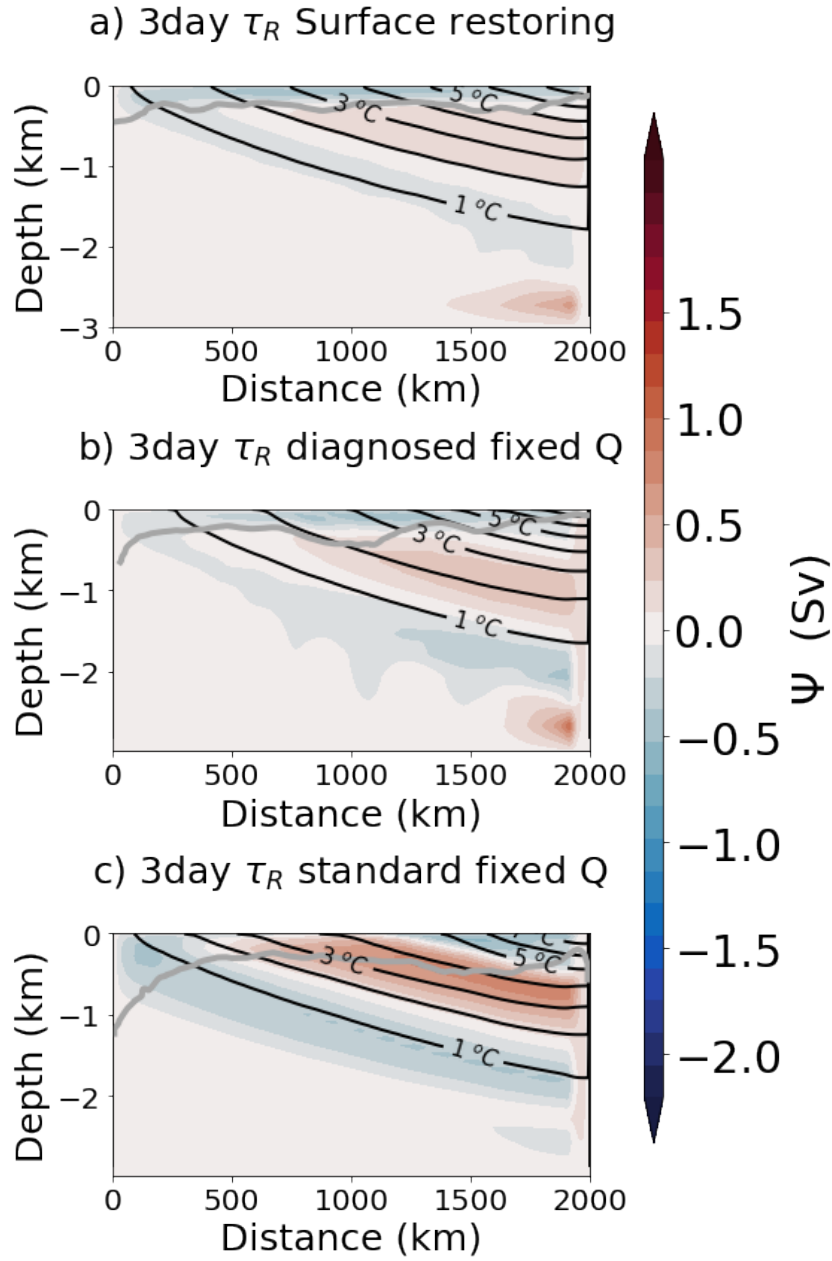 a) 3day τR Surface restoring
0
−1
−2
−3
Depth (km)
5 °C
3 °C
1 °C
0 500 1000 1500 2000
Distance (km)
b) 3day τR diagnosed fixed Q
0
−1
−2
Depth (km)
5 °C
3 °C
1 °C
0 500 1000 1500 2000
Distance (km)
c) 3day τR standard fixed Q
0
−1
−2
Depth (km)
5 °C
3 °C
1 °C
0 500 1000 1500 2000
Distance (km)
1.5
1.0
0.5
0.0
−0.5
−1.0
−1.5
−2.0
Ψ (Sv)